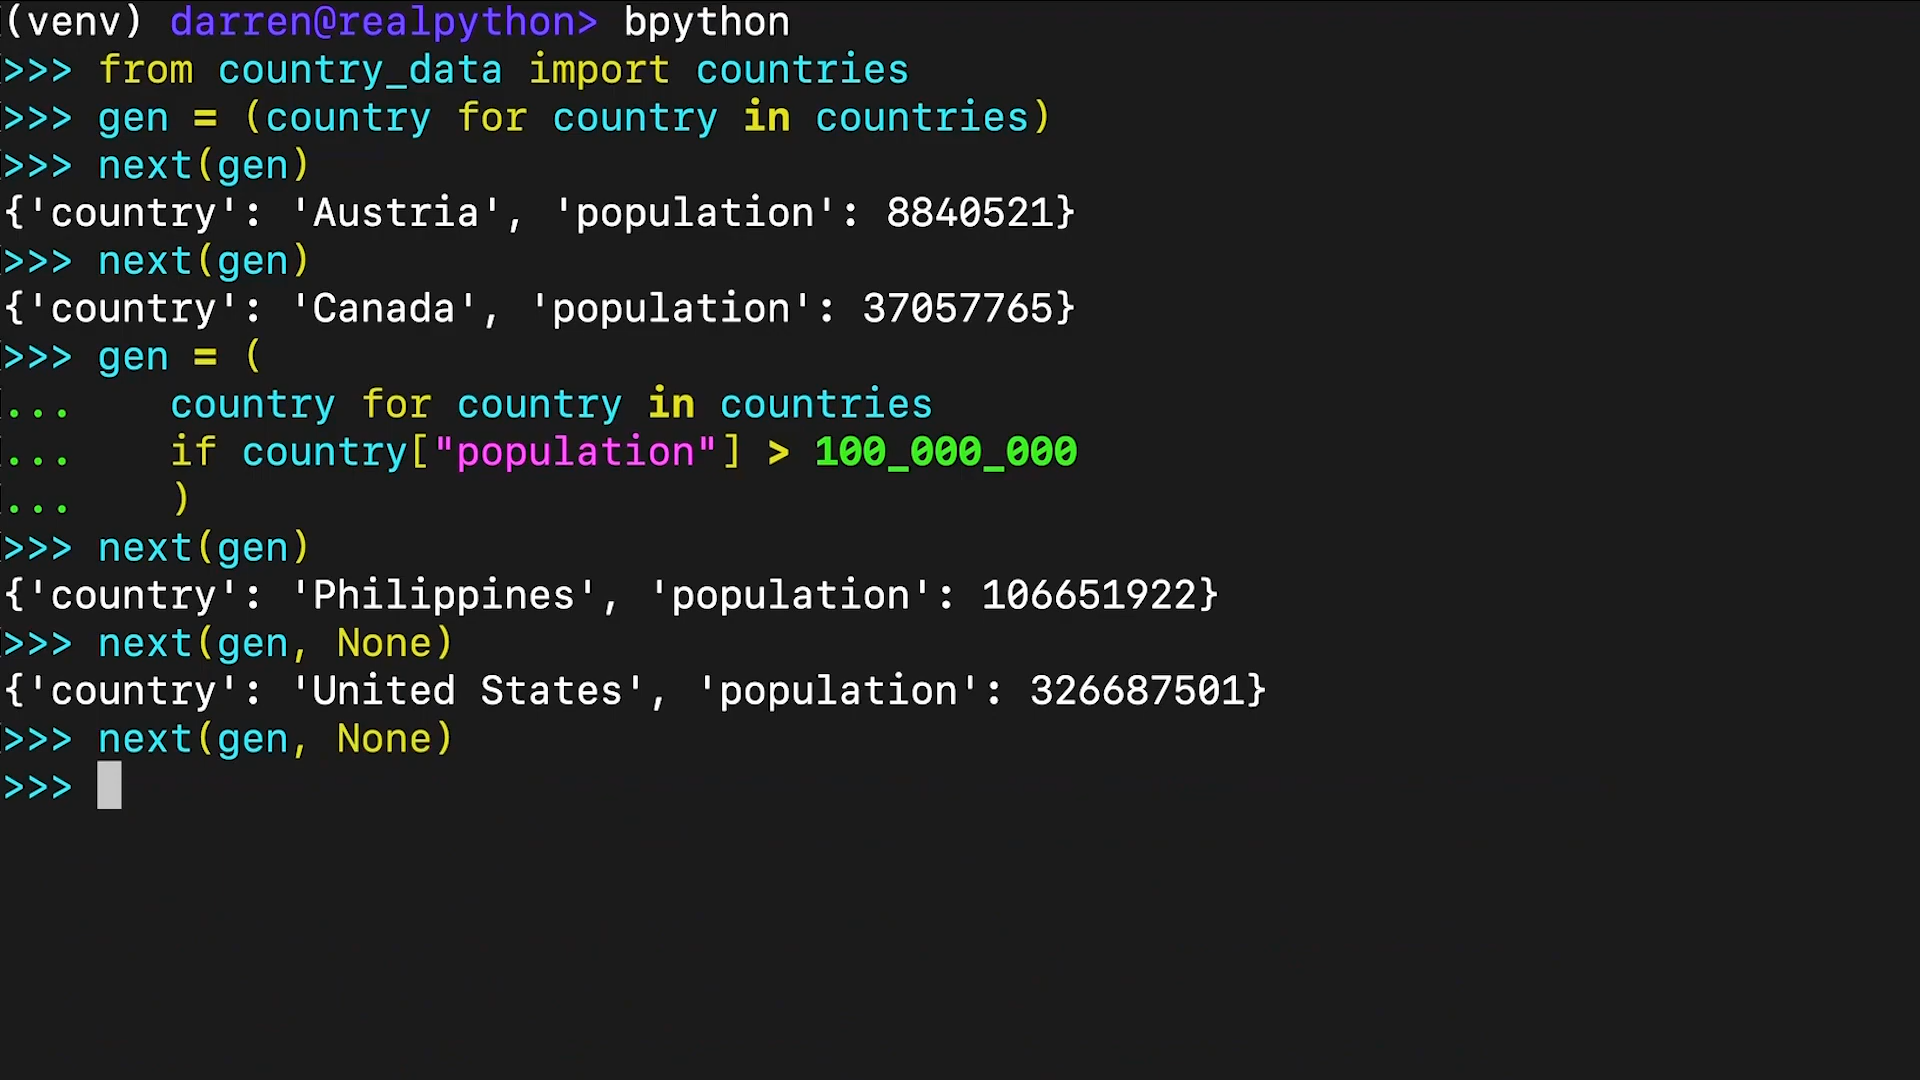 (venv) darren@realpython> bpython
>>> from country_data import countries
>>> gen = (country for country in countries)
>>> next(gen)
{'country': 'Austria', 'population': 8840521}
>>> next(gen)
{'country': 'Canada', 'population': 37057765}
>>> gen = (
...    country for country in countries
...    if country["population"] > 100_000_000
...    )
>>> next(gen)
{'country': 'Philippines', 'population': 106651922}
>>> next(gen, None)
{'country': 'United States', 'population': 326687501}
>>> next(gen, None)
>>>